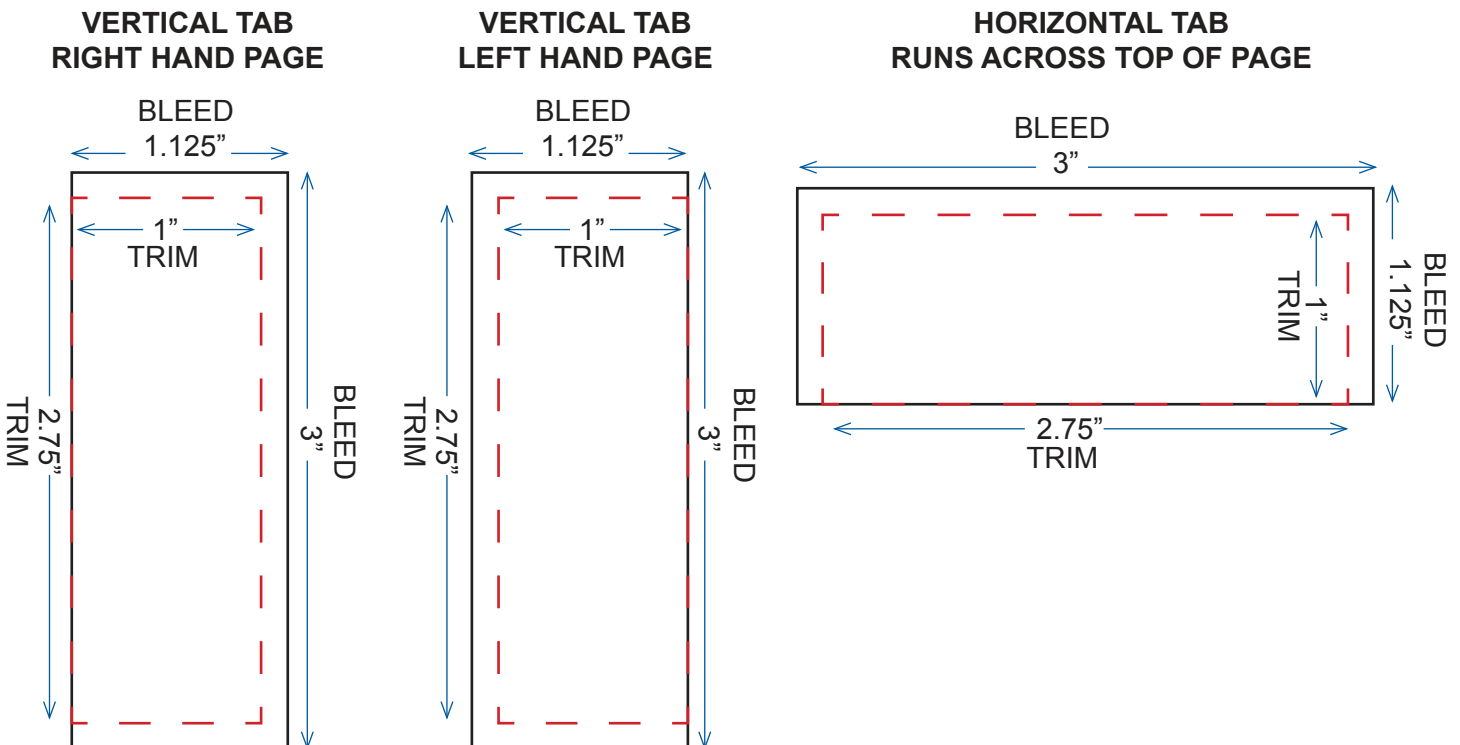 VERTICAL TAB
RIGHT HAND PAGE
BLEED
1.125”
1”
TRIM
2.75”
TRIM
BLEED
3”
VERTICAL TAB
LEFT HAND PAGE
BLEED
1.125”
1”
TRIM
2.75”
TRIM
BLEED
3”
HORIZONTAL TAB
RUNS ACROSS TOP OF PAGE
BLEED
3”
1”
TRIM
BLEED
1.125”
2.75”
TRIM